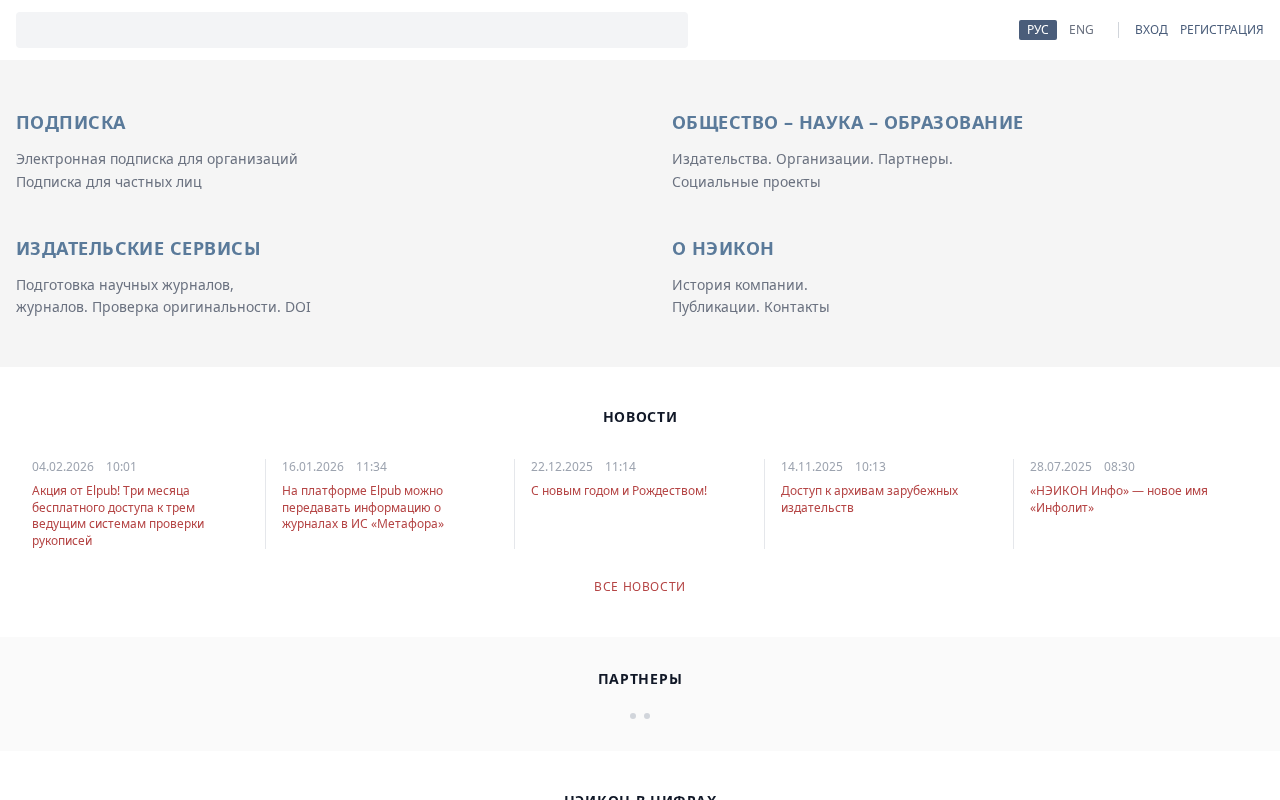 РУС ENG ВХОД РЕГИСТРАЦИЯ
ПОДПИСКА
Электронная подписка для организаций
Подписка для частных лиц
ОБЩЕСТВО – НАУКА – ОБРАЗОВАНИЕ
Издательства. Организации. Партнеры.
Социальные проекты
ИЗДАТЕЛЬСКИЕ СЕРВИСЫ
Подготовка научных журналов,
журналов. Проверка оригинальности. DOI
О НЭИКОН
История компании.
Публикации. Контакты
НОВОСТИ
04.02.2026 10:01
Акция от Elpub! Три месяца
бесплатного доступа к трем
ведущим системам проверки
рукописей
16.01.2026 11:34
На платформе Elpub можно
передавать информацию о
журналах в ИС «Метафора»
22.12.2025 11:14
С новым годом и Рождеством!
14.11.2025 10:13
Доступ к архивам зарубежных
издательств
28.07.2025 08:30
«НЭИКОН Инфо» — новое имя
«Инфолит»
ВСЕ НОВОСТИ
ПАРТНЕРЫ
НЭИКОН В ЦИФРАХ